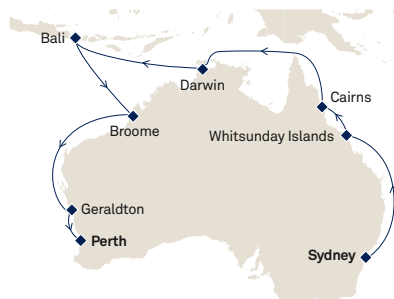 Bali
Darwin
Cairns
Broome
Whitsunday Islands
Geraldton
Perth
Sydney